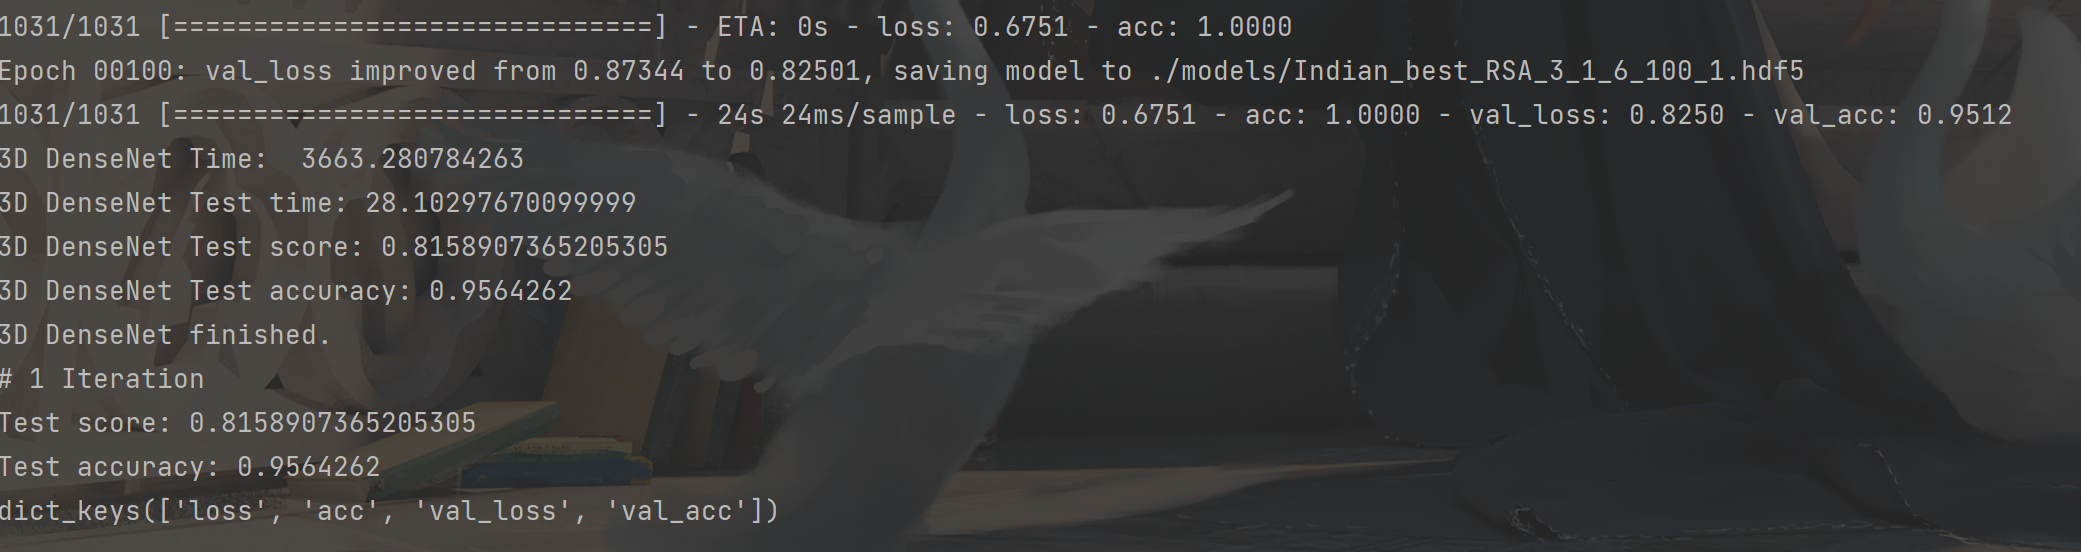 1031/1031 [==============================] - ETA: 0s - loss: 0.6751 - acc: 1.0000
Epoch 00100: val_loss improved from 0.87344 to 0.82501, saving model to ./models/Indian_best_RSA_3_1_6_100_1.hdf5
1031/1031 [==============================] - 24s 24ms/sample - loss: 0.6751 - acc: 1.0000 - val_loss: 0.8250 - val_acc: 0.9512
3D DenseNet Time:  3663.280784263
3D DenseNet Test time: 28.10297670099999
3D DenseNet Test score: 0.8158907365205305
3D DenseNet Test accuracy: 0.9564262
3D DenseNet finished.
# 1 Iteration
Test score: 0.8158907365205305
Test accuracy: 0.9564262
dict_keys(['loss', 'acc', 'val_loss', 'val_acc'])